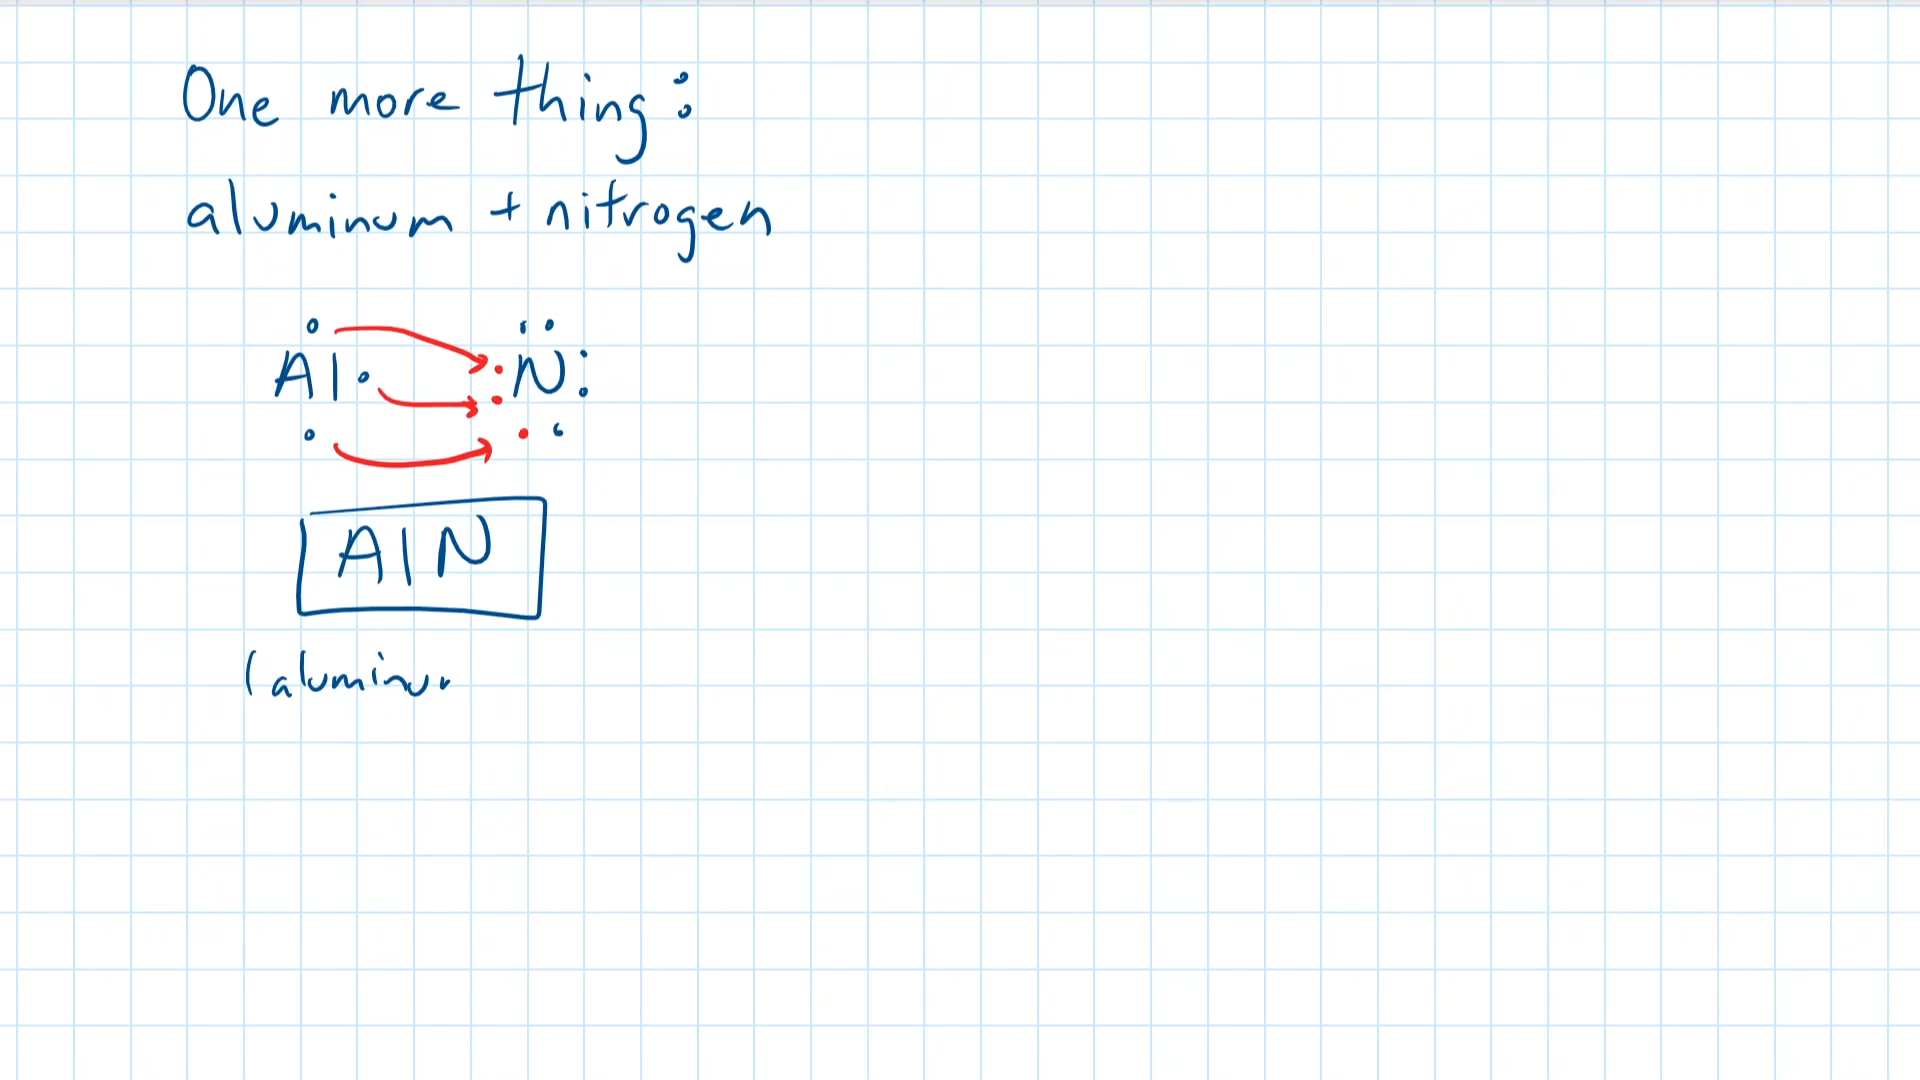 One more thing:
aluminum + nitrogen
Al N
AlN
(aluminu